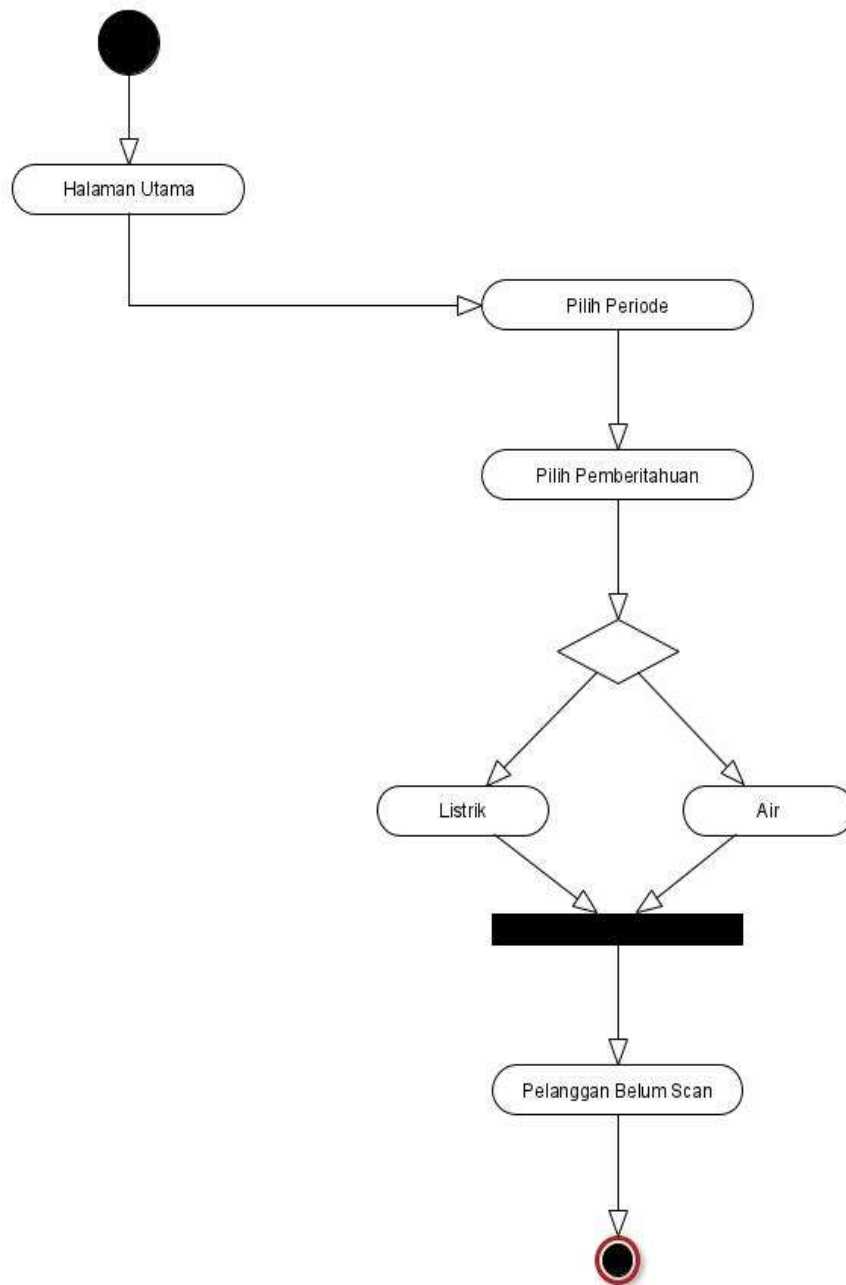 Halaman Utama
Pilih Periode
Pilih Pemberitahuan
Listrik
Air
Pelanggan Belum Scan